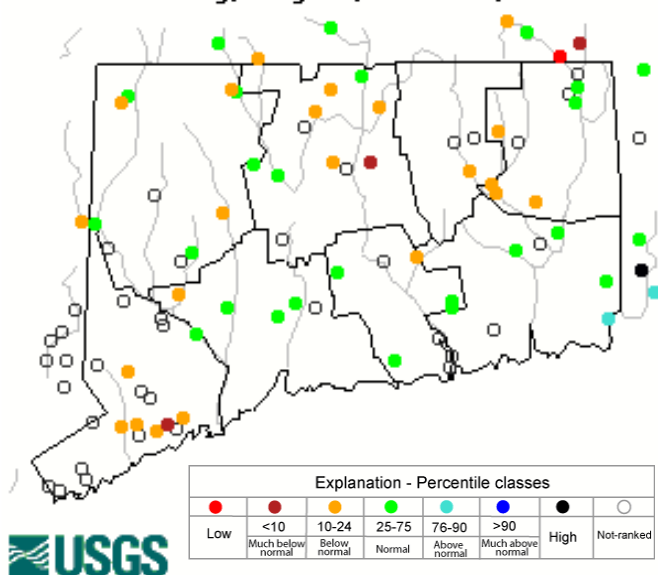 Explanation - Percentile classes
Low
<10
10-24
25-75
76-90
>90
High
Not-ranked
Much below
normal
Below
normal
Normal
Above
normal
Much above
normal
USGS